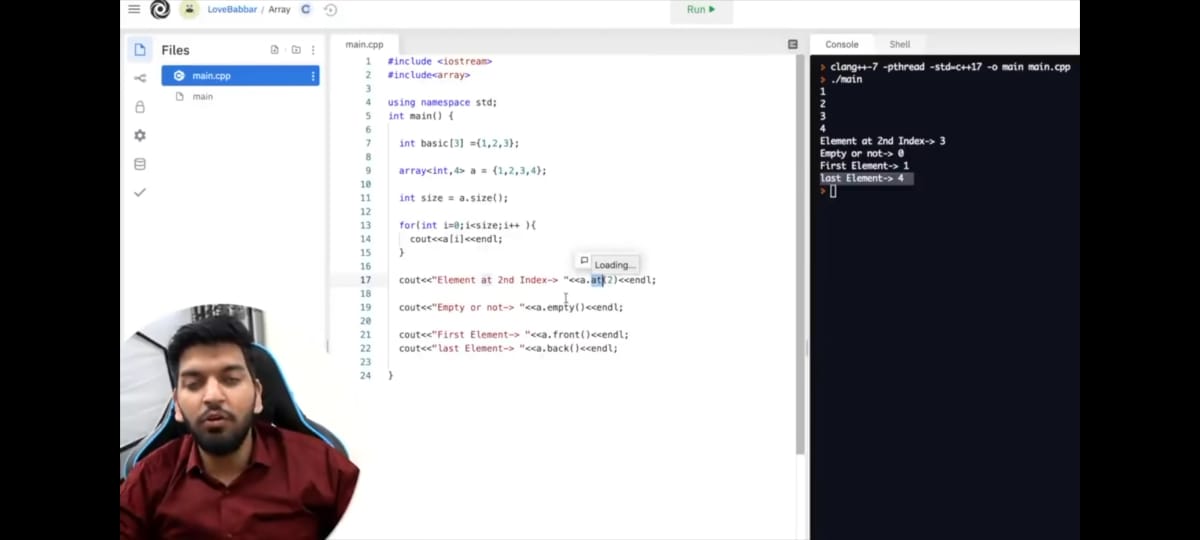 LoveBabbar / Array
Run
Files
main.cpp
main
main.cpp
1 #include <iostream>
2 #include<array>
3
4 using namespace std;
5 int main() {
6
7 int basic[3] ={1,2,3};
8
9 array<int,4> a = {1,2,3,4};
10
11 int size = a.size();
12
13 for(int i=0;i<size;i++ ){
14 cout<<a[i]<<endl;
15 }
16
Loading...
17 cout<<"Element at 2nd Index-> "<<a.at(2)<<endl;
18
19 cout<<"Empty or not-> "<<a.empty()<<endl;
20
21 cout<<"First Element-> "<<a.front()<<endl;
22 cout<<"last Element-> "<<a.back()<<endl;
23
24 }
Console Shell
clang++-7 -pthread -std=c++17 -o main main.cpp
./main
1
2
3
4
Element at 2nd Index-> 3
Empty or not-> 0
First Element-> 1
last Element-> 4